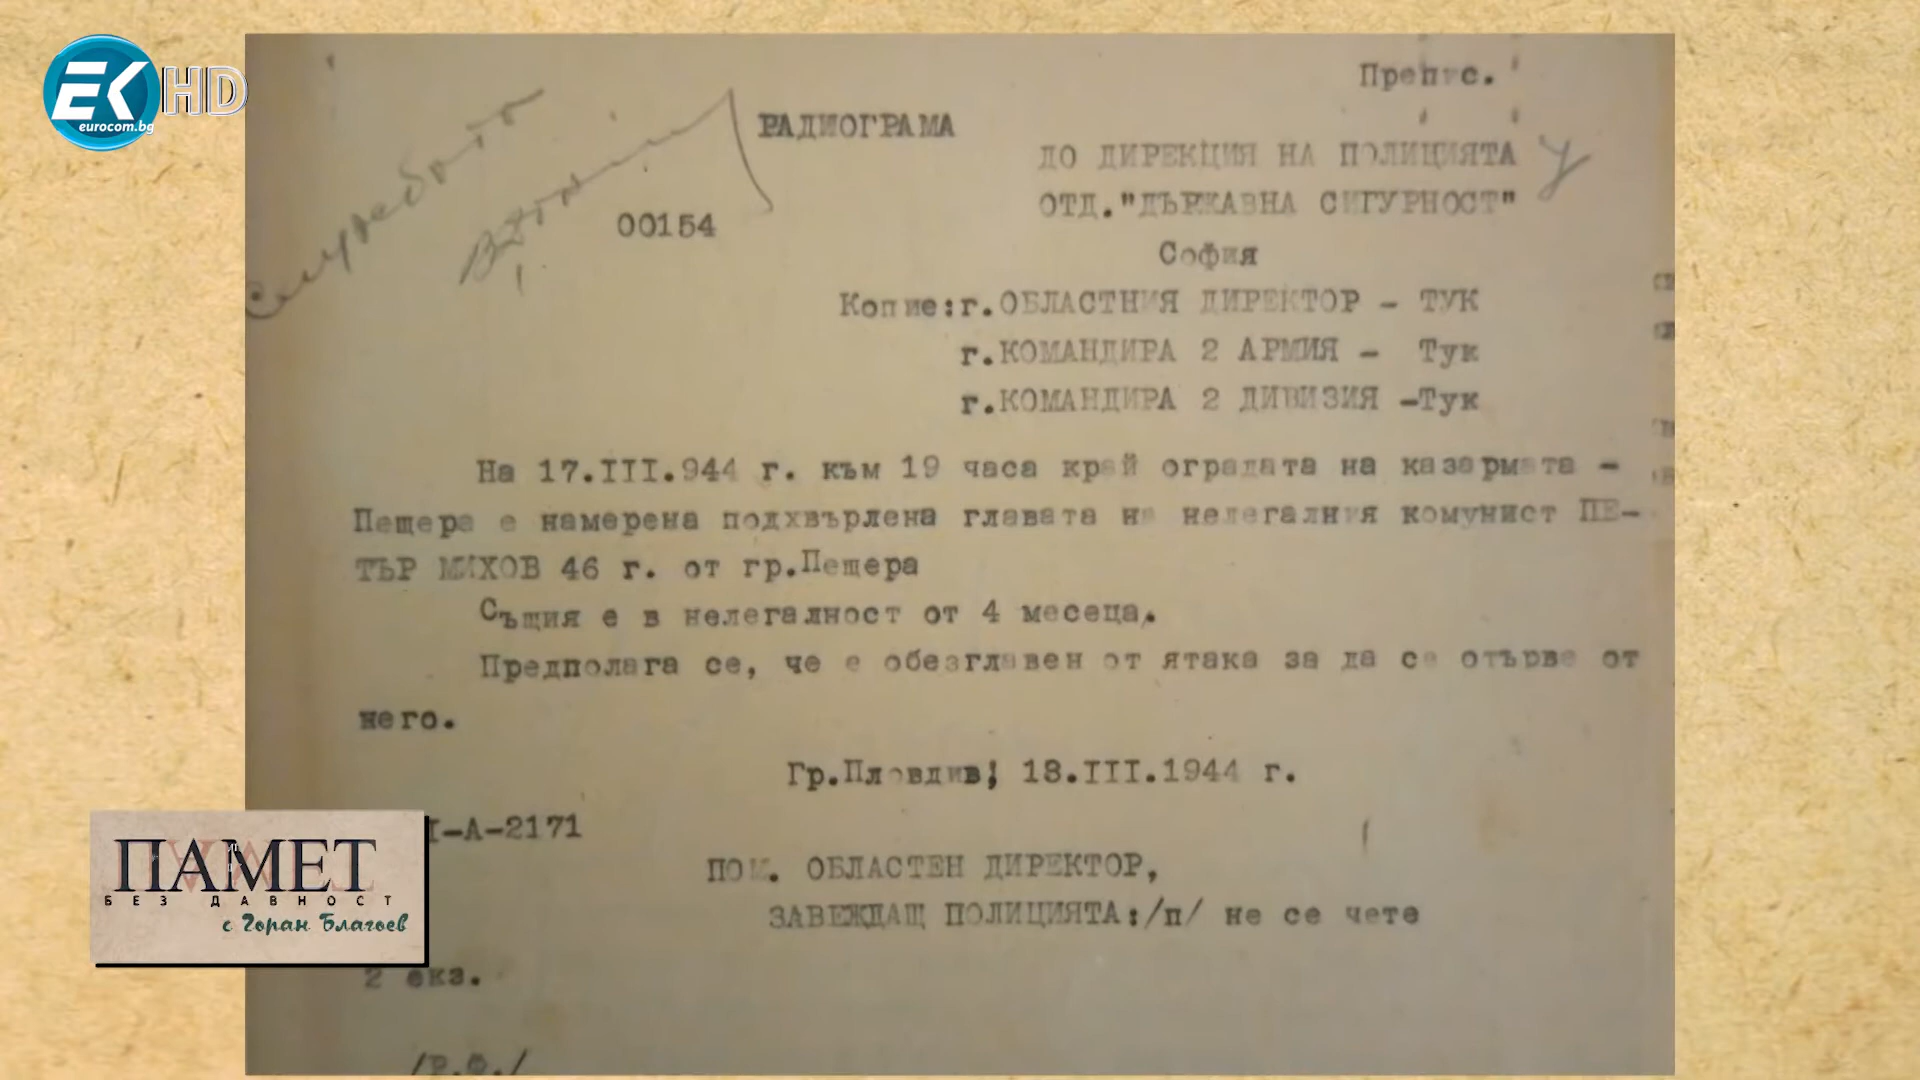 EK HD
eurocom.bg
Препис.
РАДИОГРАМА
ДО ДИРЕКЦИЯ НА ПОЛИЦИЯТА
ОТД."ДЪРЖАВНА СИГУРНОСТ"
00154
София
Копие:г.ОБЛАСТНИЯ ДИРЕКТОР - ТУК
г.КОМАНДИРА 2 АРМИЯ - Тук
г.КОМАНДИРА 2 ДИВИЗИЯ -Тук
На 17.III.944 г. към 19 часа край оградата на казармата -
Пещера е намерена подхвърлена главата на нелегалния комунист ПЕ-
ТЪР МИХОВ 46 г. от гр.Пещера
Същия е в нелегалност от 4 месеца.
Предполага се, че е обезглавен от ятака за да се отърве от
него.
Гр.Пловдив, 18.III.1944 г.
I-А-2171
ПОМ. ОБЛАСТЕН ДИРЕКТОР,
ЗАВЕЖДАЩ ПОЛИЦИЯТА:/п/ не се чете
ПАМЕТ
БЕЗ ДАВНОСТ
с Горан Благоев
2 екз.
/Р.Ф./